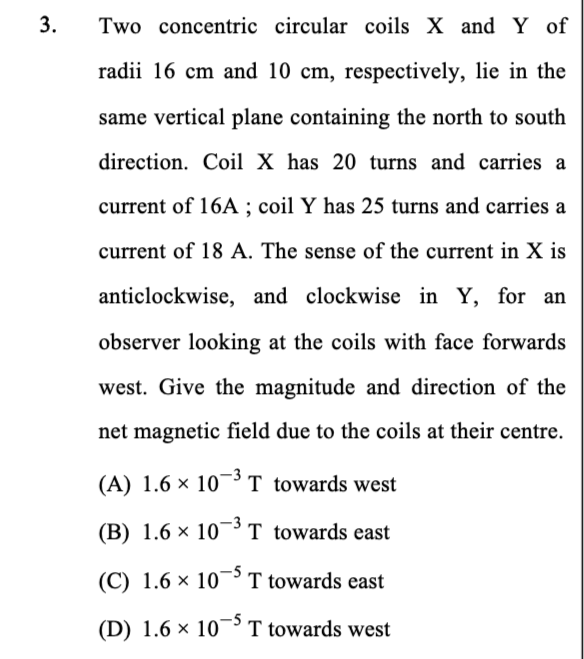 3. Two concentric circular coils X and Y of
radii 16 cm and 10 cm, respectively, lie in the
same vertical plane containing the north to south
direction. Coil X has 20 turns and carries a
current of 16A ; coil Y has 25 turns and carries a
current of 18 A. The sense of the current in X is
anticlockwise, and clockwise in Y, for an
observer looking at the coils with face forwards
west. Give the magnitude and direction of the
net magnetic field due to the coils at their centre.
(A) 1.6 × 10⁻³ T towards west
(B) 1.6 × 10⁻³ T towards east
(C) 1.6 × 10⁻⁵ T towards east
(D) 1.6 × 10⁻⁵ T towards west